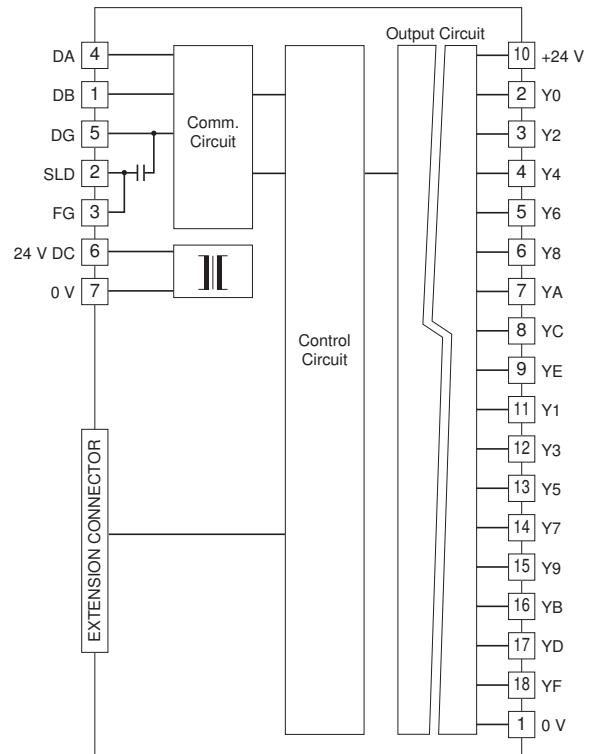 Output Circuit
DA 4
DB 1
DG 5
SLD 2
FG 3
24 V DC 6
0 V 7
Comm.
Circuit
Control
Circuit
EXTENSION CONNECTOR
10 +24 V
2 Y0
3 Y2
4 Y4
5 Y6
6 Y8
7 YA
8 YC
9 YE
11 Y1
12 Y3
13 Y5
14 Y7
15 Y9
16 YB
17 YD
18 YF
1 0 V